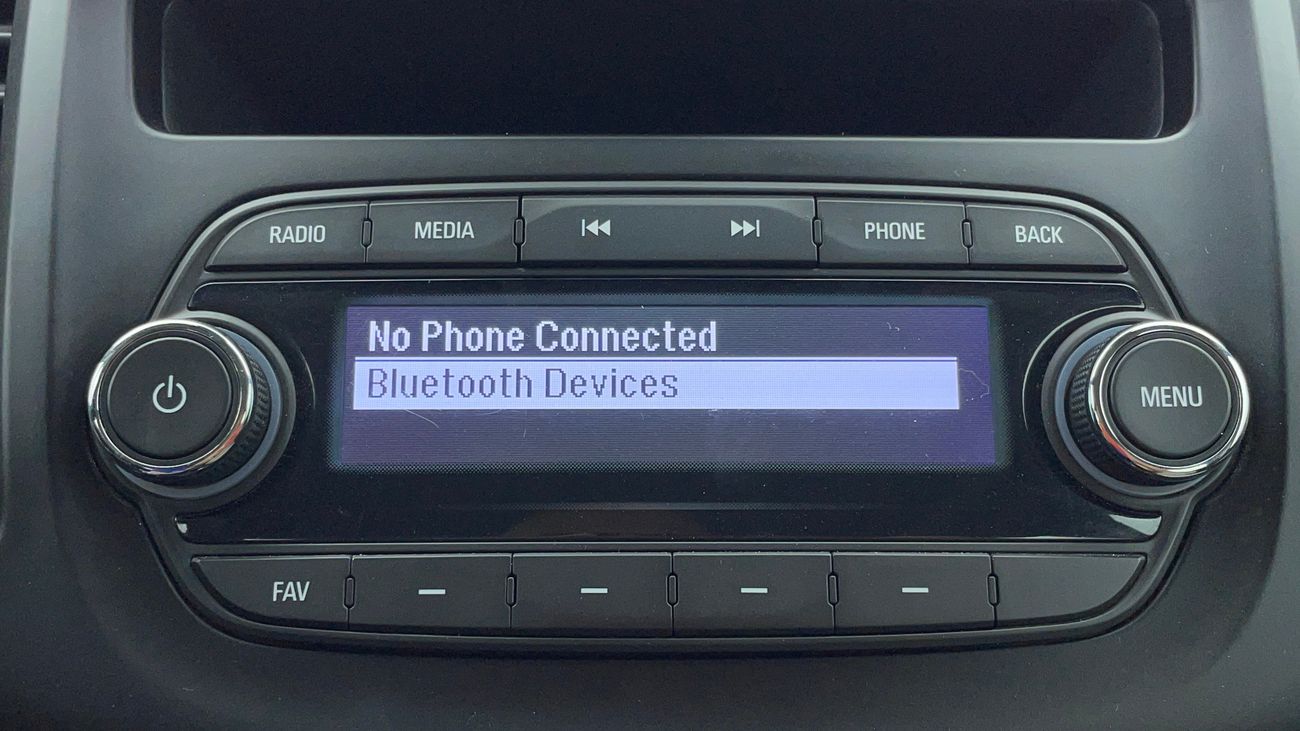 RADIO MEDIA PHONE BACK
No Phone Connected
Bluetooth Devices
MENU
FAV